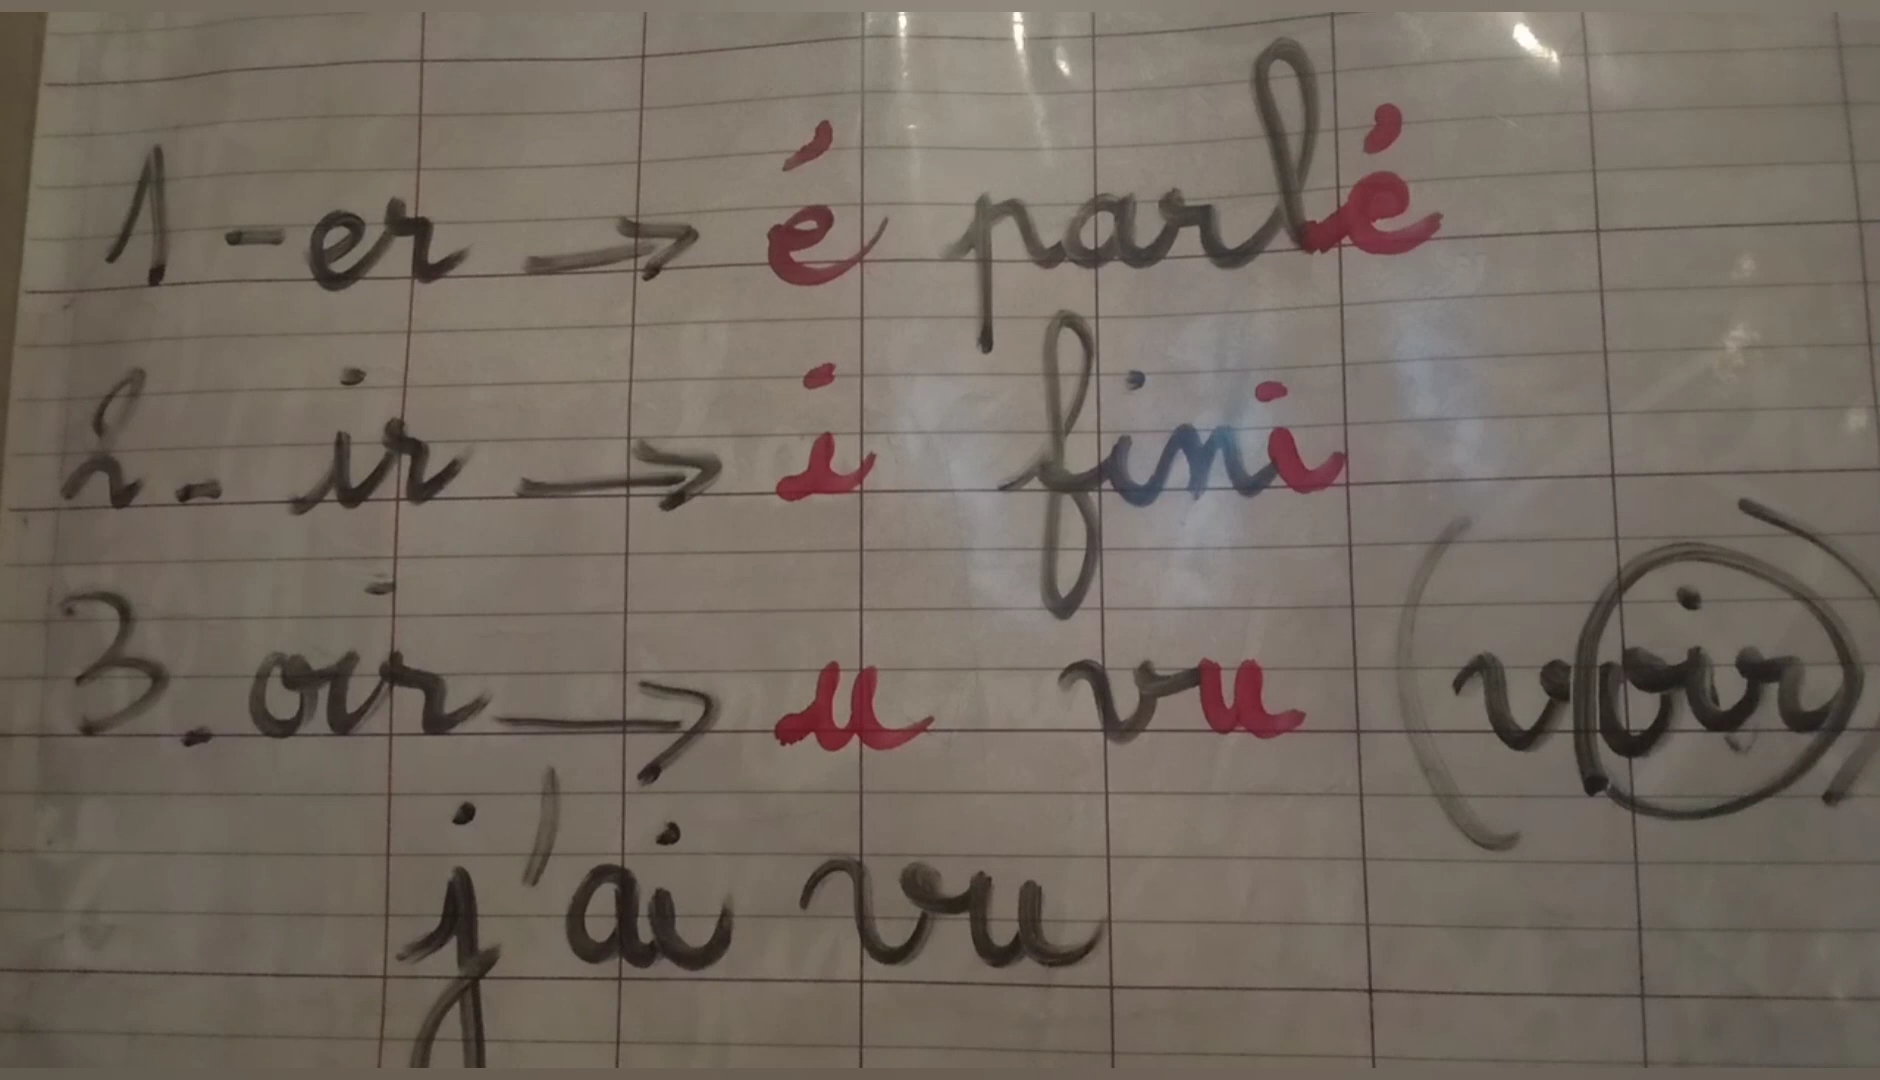 1-er → é parlé
2- ir → i fini
3-oir → u vu (voir)
j'ai vu